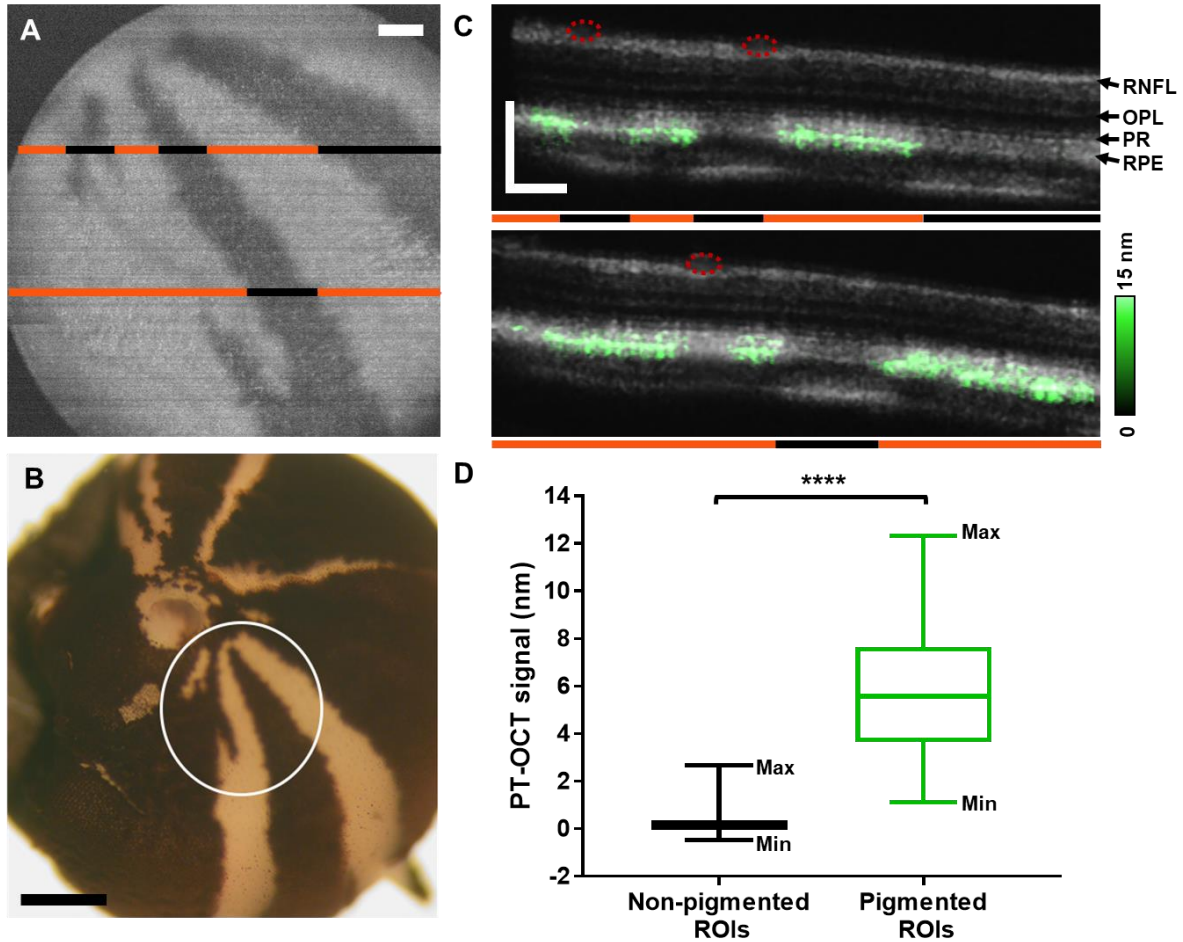 A
C
RNFL
OPL
PR
RPE
15 nm
0
B
D
****
14
12
10
8
6
4
2
0
-2
PT-OCT signal (nm)
Max
Min
Max
Min
Non-pigmented
ROIs
Pigmented
ROIs